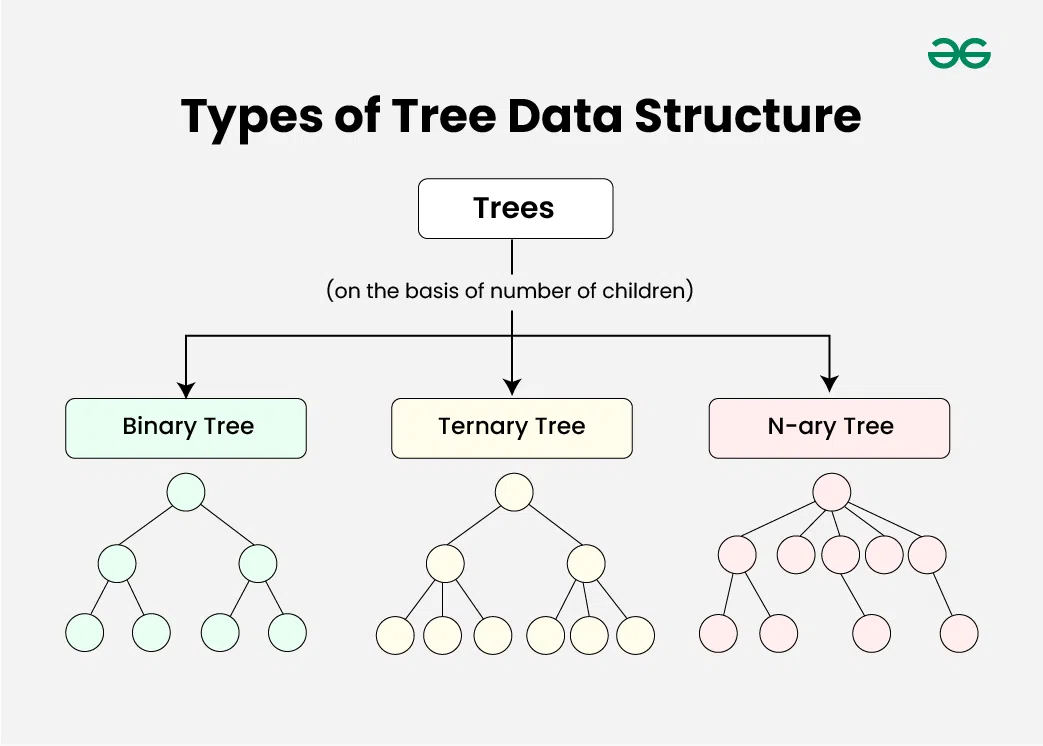 Types of Tree Data Structure
Trees
(on the basis of number of children)
Binary Tree
Ternary Tree
N-ary Tree